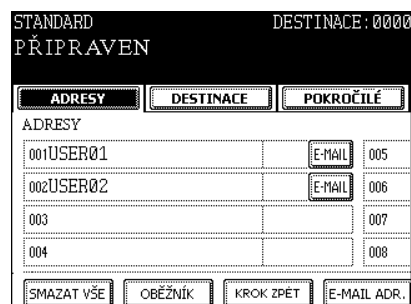 STANDARD DESTINACE:0000
PŘIPRAVEN
ADRESY DESTINACE POKROČILÉ
ADRESY
001USER01 E-MAIL 005
002USER02 E-MAIL 006
003 007
004 008
SMAZAT VŠE OBĚŽNÍK KROK ZPĚT E-MAIL ADR.